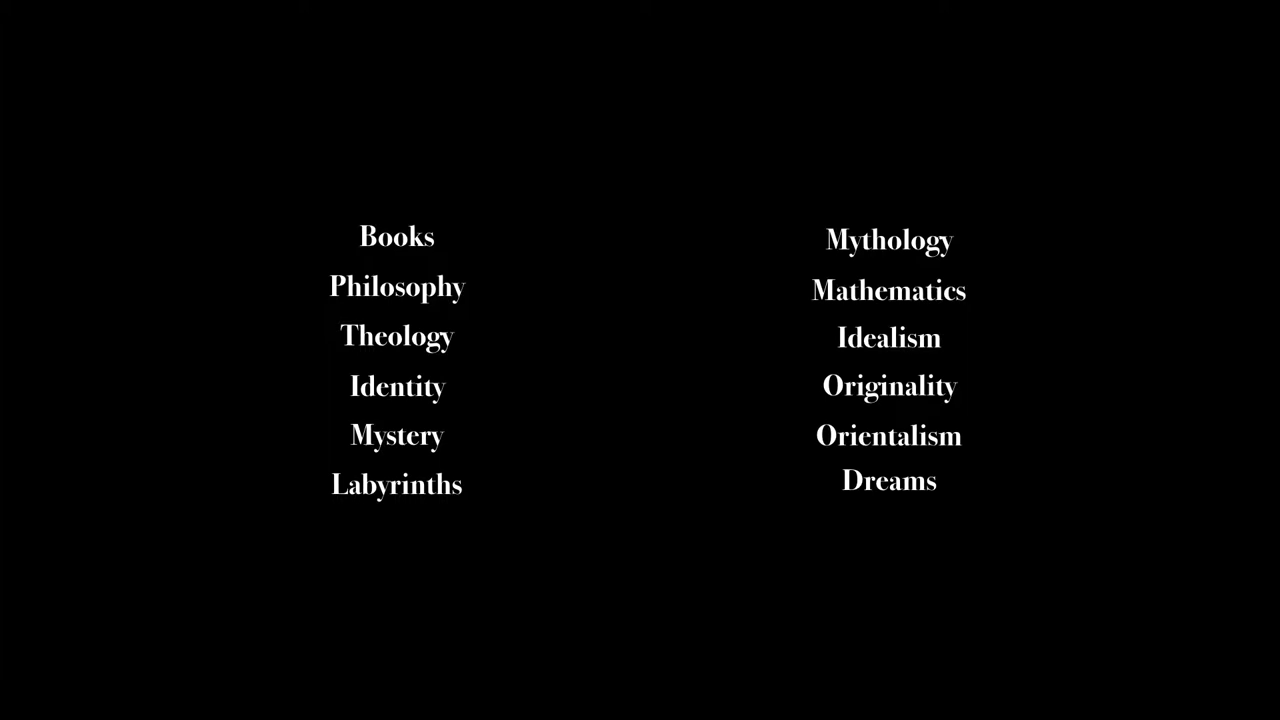 Books
Philosophy
Theology
Identity
Mystery
Labyrinths
Mythology
Mathematics
Idealism
Originality
Orientalism
Dreams